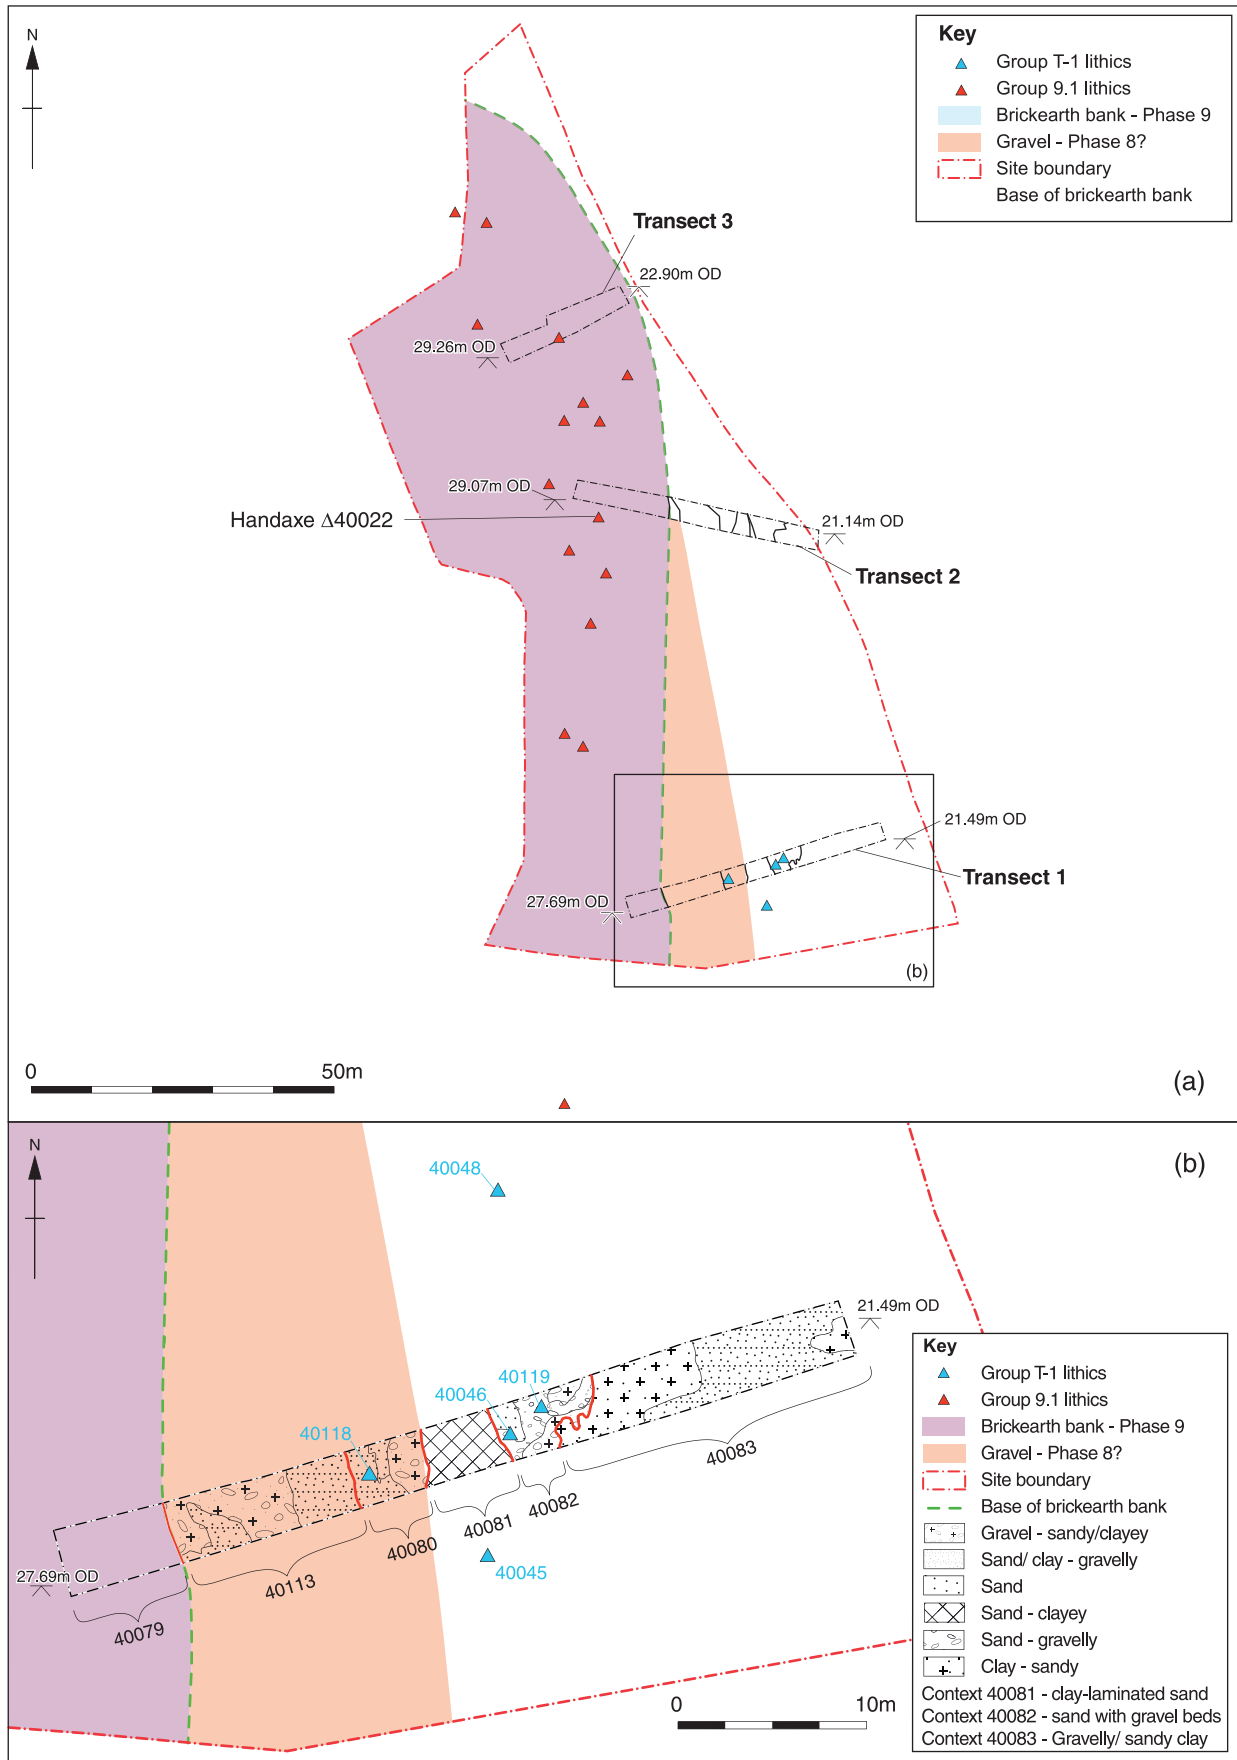 N
Key
Group T-1 lithics
Group 9.1 lithics
Brickearth bank - Phase 9
Gravel - Phase 8?
Site boundary
Base of brickearth bank
Transect 3
22.90m OD
29.26m OD
29.07m OD
Handaxe Δ40022
21.14m OD
Transect 2
21.49m OD
Transect 1
27.69m OD
(b)
0
50m
(a)
N
(b)
40048
21.49m OD
40119
40046
40118
40083
40082
40081
40080
40045
40113
27.69m OD
40079
0
10m
Key
Group T-1 lithics
Group 9.1 lithics
Brickearth bank - Phase 9
Gravel - Phase 8?
Site boundary
Base of brickearth bank
Gravel - sandy/clayey
Sand/ clay - gravelly
Sand
Sand - clayey
Sand - gravelly
Clay - sandy
Context 40081 - clay-laminated sand
Context 40082 - sand with gravel beds
Context 40083 - Gravelly/ sandy clay